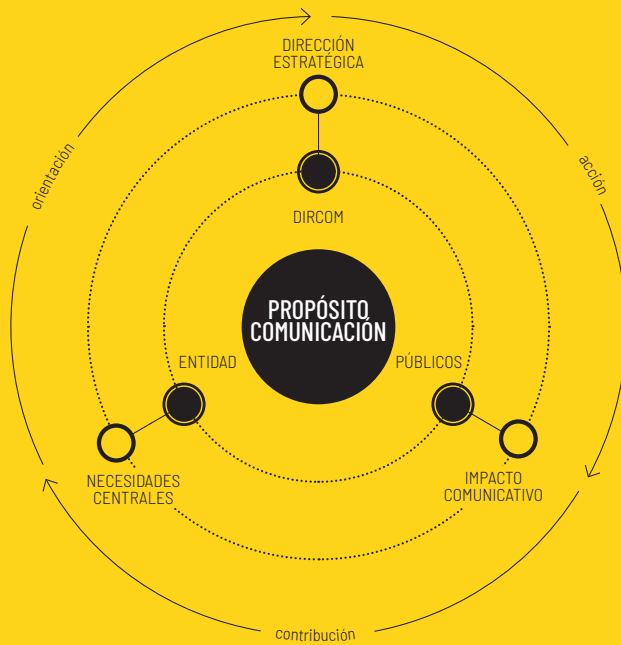 DIRECCIÓN
ESTRATÉGICA
orientación
acción
DIRCOM
PROPÓSITO
COMUNICACIÓN
ENTIDAD
PÚBLICOS
NECESIDADES
CENTRALES
IMPACTO
COMUNICATIVO
contribución